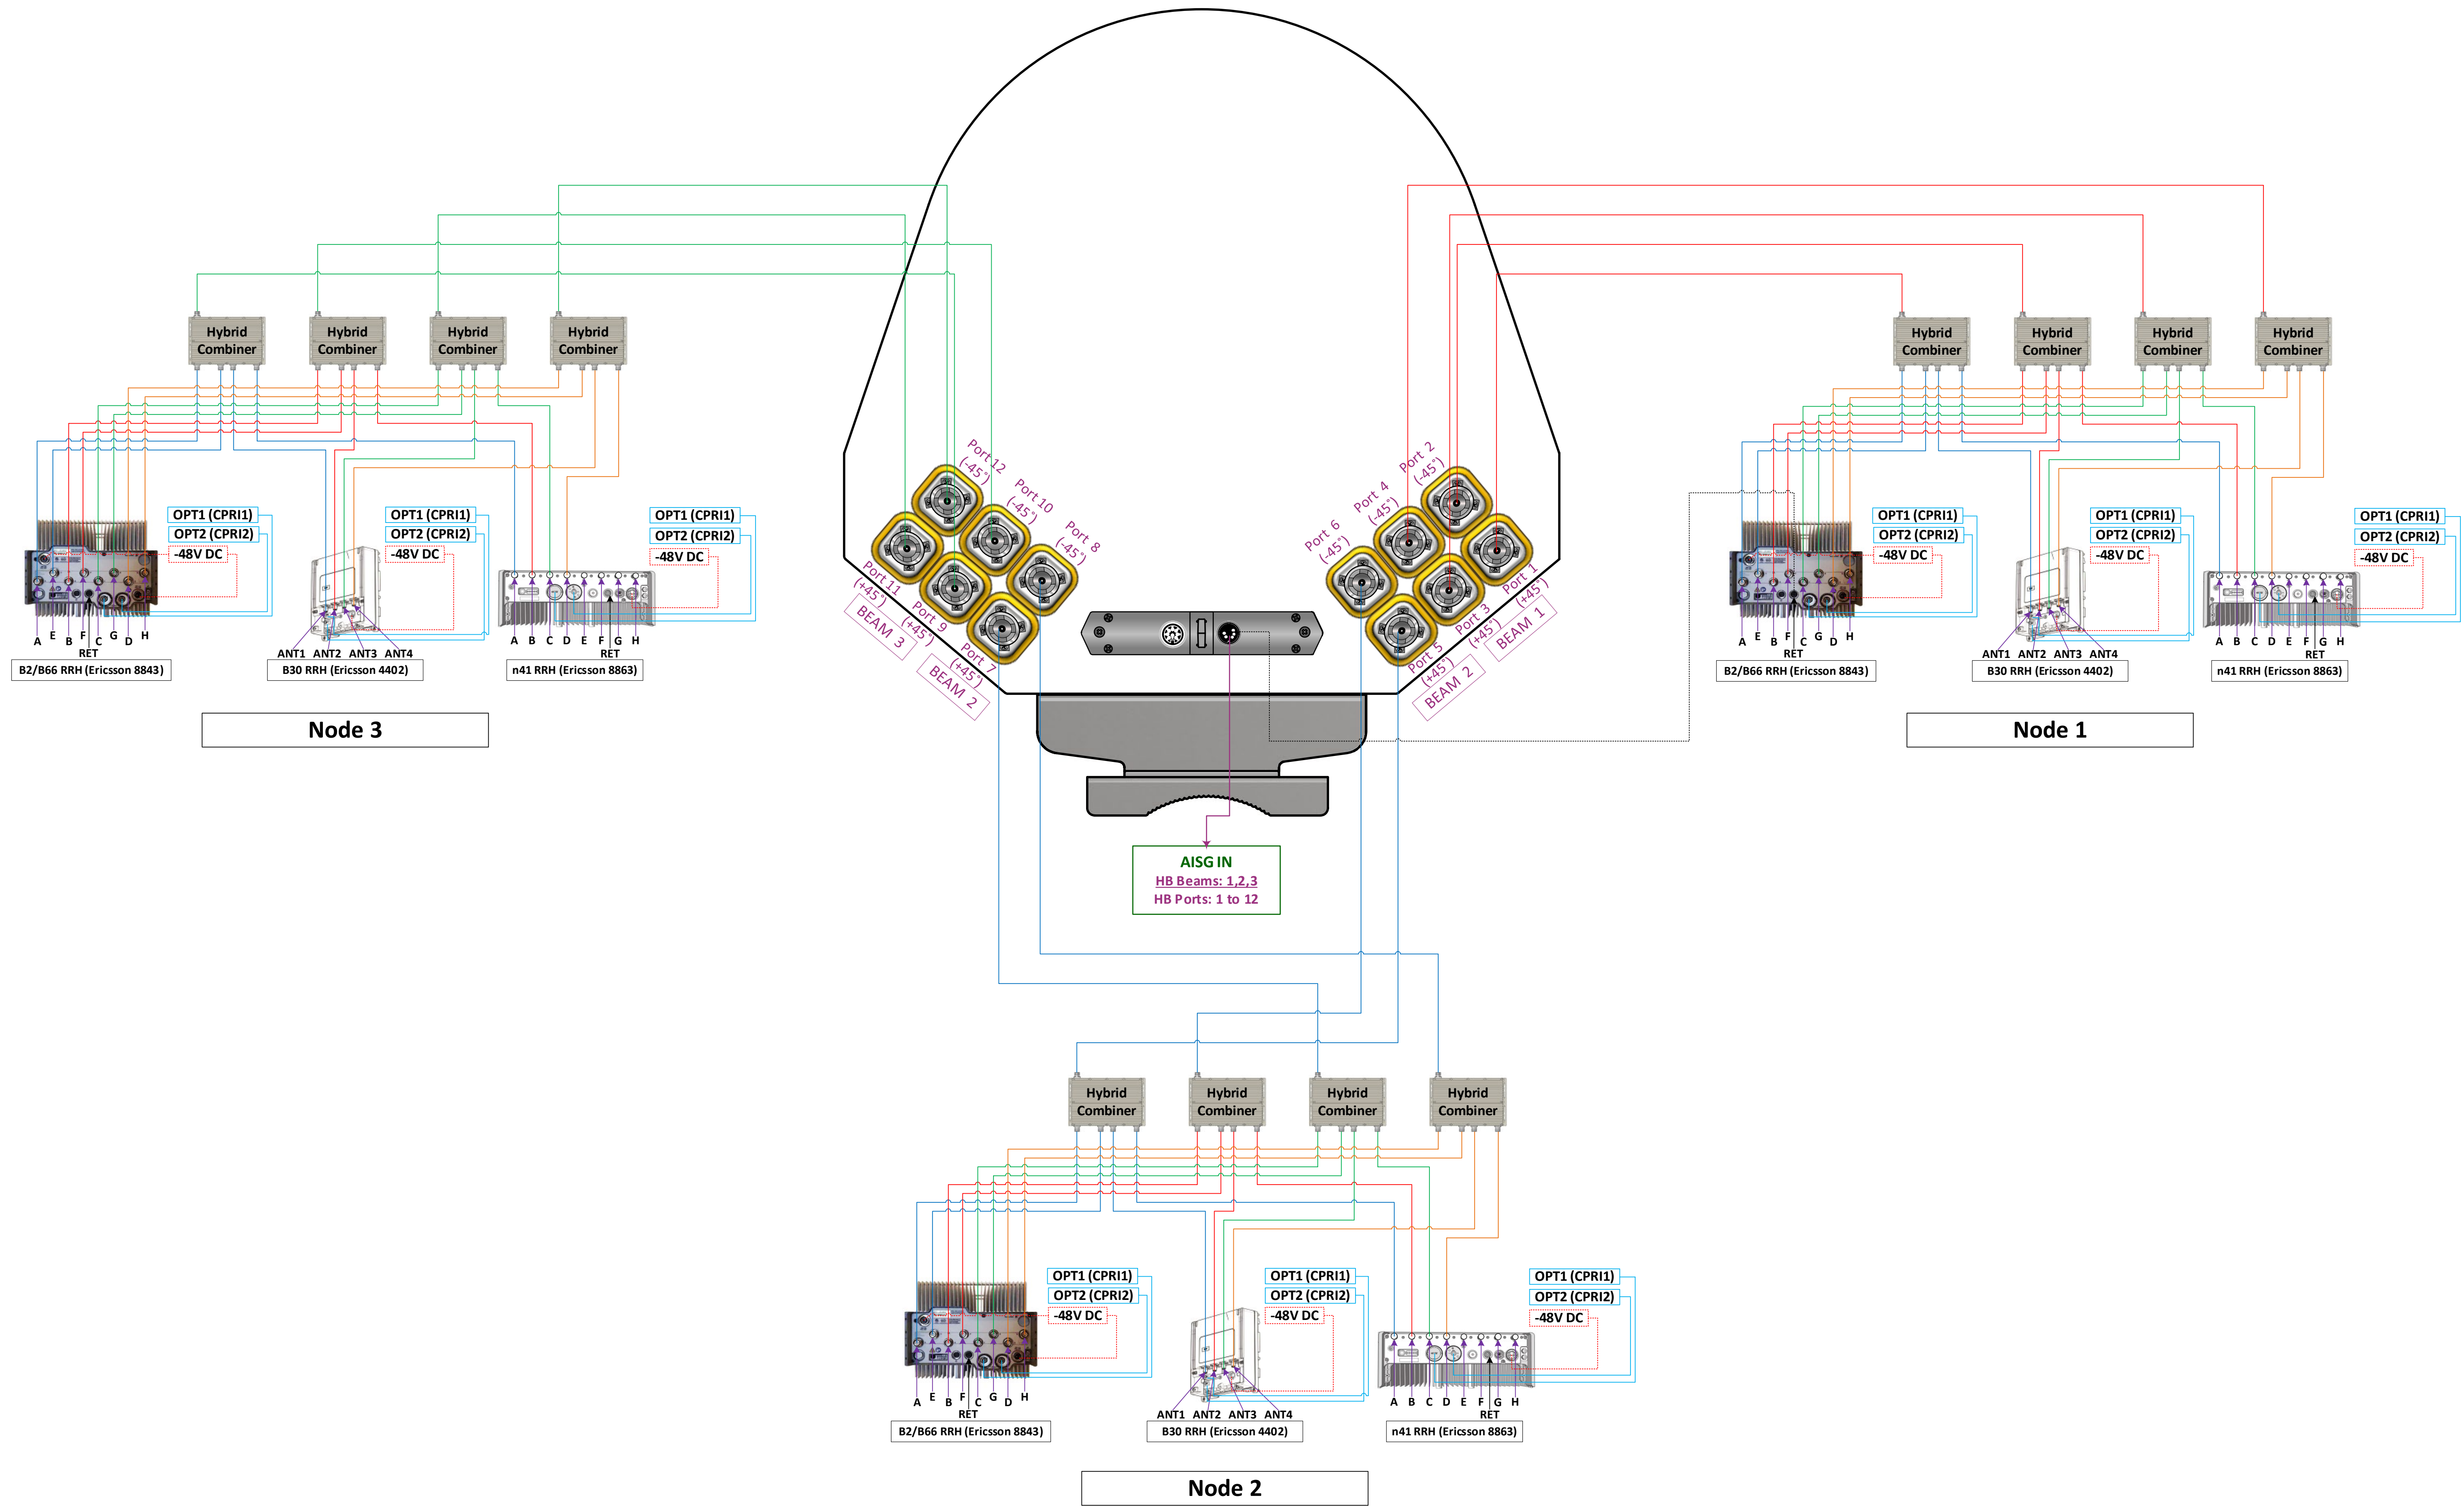 Port 12
(-45°)
Port 10
(-45°)
Port 8
(-45°)
Port 11
(+45°)
BEAM 3
Port 9
(+45°)
Port 7
(+45°)
BEAM 2
Port 2
(-45°)
Port 4
(-45°)
Port 6
(-45°)
Port 1
(+45°)
BEAM 1
Port 3
(+45°)
Port 5
(+45°)
BEAM 2
AISG IN
HB Beams: 1,2,3
HB Ports: 1 to 12
Hybrid
Combiner
Hybrid
Combiner
Hybrid
Combiner
Hybrid
Combiner
OPT1 (CPRI1)
OPT2 (CPRI2)
-48V DC
OPT1 (CPRI1)
OPT2 (CPRI2)
-48V DC
OPT1 (CPRI1)
OPT2 (CPRI2)
-48V DC
A E B F C G D H
RET
B2/B66 RRH (Ericsson 8843)
ANT1 ANT2 ANT3 ANT4
B30 RRH (Ericsson 4402)
A B C D E F G H
RET
n41 RRH (Ericsson 8863)
Node 3
Hybrid
Combiner
Hybrid
Combiner
Hybrid
Combiner
Hybrid
Combiner
OPT1 (CPRI1)
OPT2 (CPRI2)
-48V DC
OPT1 (CPRI1)
OPT2 (CPRI2)
-48V DC
OPT1 (CPRI1)
OPT2 (CPRI2)
-48V DC
A E B F C G D H
RET
B2/B66 RRH (Ericsson 8843)
ANT1 ANT2 ANT3 ANT4
B30 RRH (Ericsson 4402)
A B C D E F G H
RET
n41 RRH (Ericsson 8863)
Node 1
Hybrid
Combiner
Hybrid
Combiner
Hybrid
Combiner
Hybrid
Combiner
OPT1 (CPRI1)
OPT2 (CPRI2)
-48V DC
OPT1 (CPRI1)
OPT2 (CPRI2)
-48V DC
OPT1 (CPRI1)
OPT2 (CPRI2)
-48V DC
A E B F C G D H
RET
B2/B66 RRH (Ericsson 8843)
ANT1 ANT2 ANT3 ANT4
B30 RRH (Ericsson 4402)
A B C D E F G H
RET
n41 RRH (Ericsson 8863)
Node 2